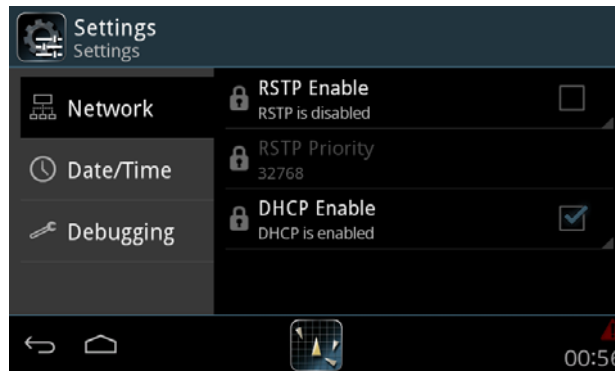 Settings
Settings
Network
Date/Time
Debugging
RSTP Enable
RSTP is disabled
RSTP Priority
32768
DHCP Enable
DHCP is enabled
00:56